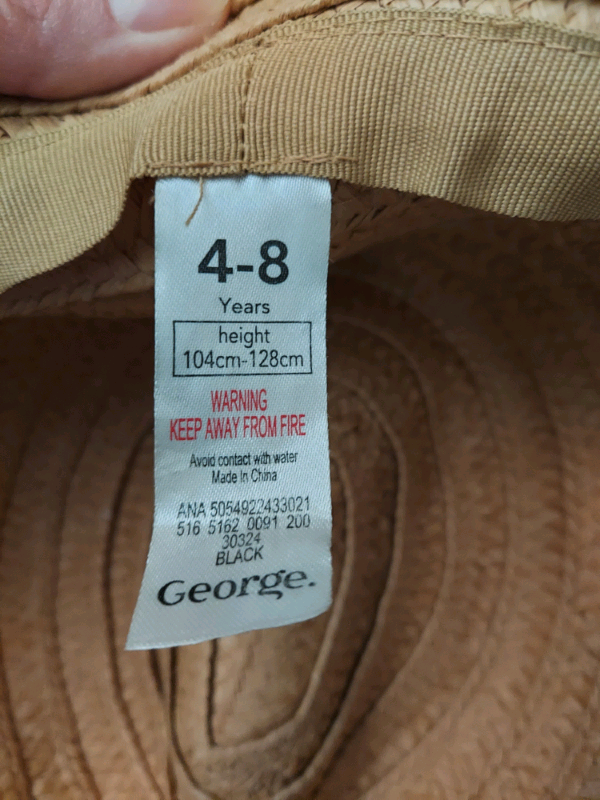 4-8
Years
height
104cm-128cm
WARNING
KEEP AWAY FROM FIRE
Avoid contact with water
Made In China
ANA 5054922433021
516 5162 0091 200
30324
BLACK
George.